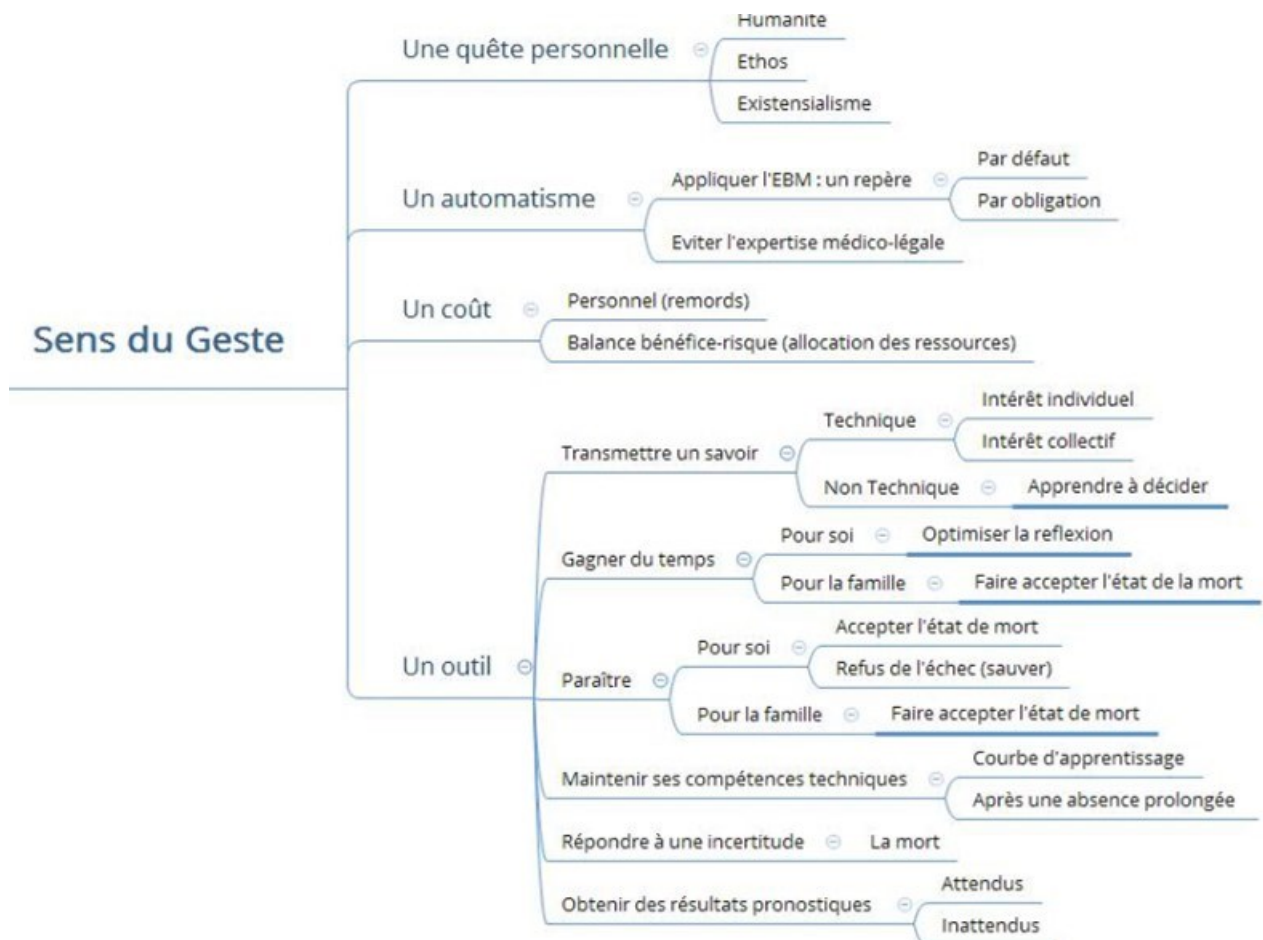 Humanité
Une quête personnelle
Ethos
Existensialisme
Par défaut
Appliquer l'EBM : un repère
Un automatisme
Par obligation
Eviter l'expertise médico-légale
Personnel (remords)
Un coût
Balance bénéfice-risque (allocation des ressources)
Sens du Geste
Intérêt individuel
Technique
Intérêt collectif
Transmettre un savoir
Non Technique
Apprendre à décider
Pour soi
Optimiser la reflexion
Gagner du temps
Pour la famille
Faire accepter l'état de la mort
Accepter l'état de mort
Pour soi
Refus de l'échec (sauver)
Un outil
Paraître
Pour la famille
Faire accepter l'état de mort
Courbe d'apprentissage
Maintenir ses compétences techniques
Après une absence prolongée
Répondre à une incertitude
La mort
Attendus
Obtenir des résultats pronostiques
Inattendus